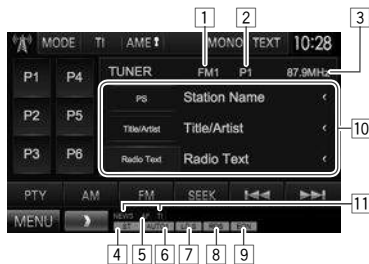 1 2 3
MODE TI AME MONO TEXT 10:28
P1 P4 TUNER FM1 P1 87.9MHz
PS Station Name
P2 P5 Title/Artist Title/Artist 10
P3 P6 Radio Text Radio Text
PTY AM FM SEEK
11
MENU NEWS AF TI
ST
4 5 6 7 8 9